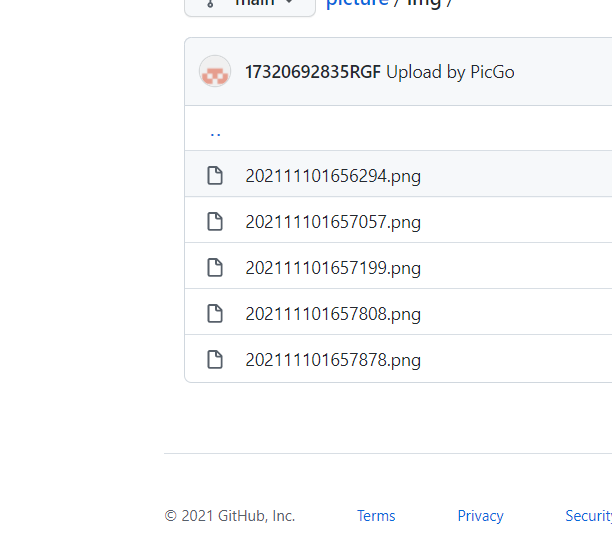 main picture / img /
17320692835RGF Upload by PicGo
..
202111101656294.png
202111101657057.png
202111101657199.png
202111101657808.png
202111101657878.png
© 2021 GitHub, Inc. Terms Privacy Security